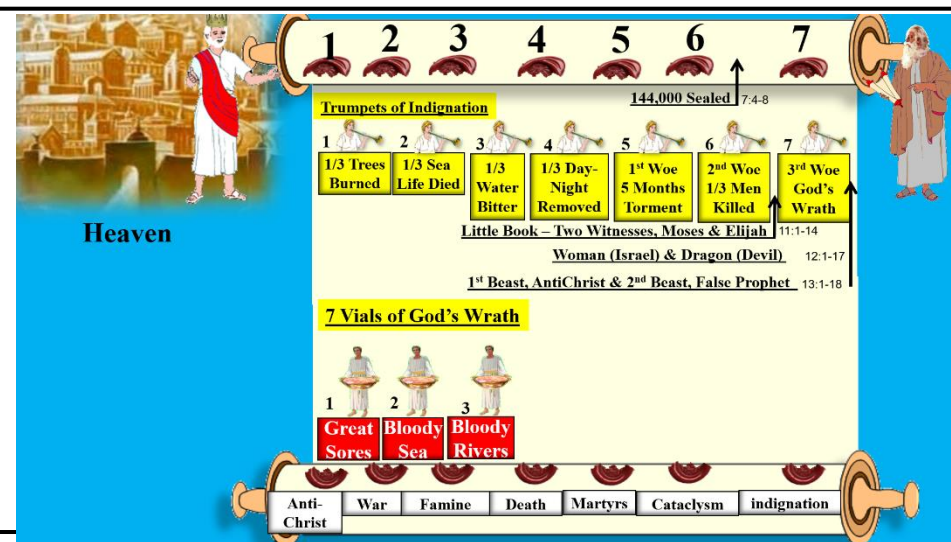 1 2 3 4 5 6 7
144,000 Sealed 7:4-8
Trumpets of Indignation
1 2 3 4 5 6 7
1/3 Trees
Burned
1/3 Sea
Life Died
1/3
Water
Bitter
1/3 Day-
Night
Removed
1st Woe
5 Months
Torment
2nd Woe
1/3 Men
Killed
3rd Woe
God's
Wrath
Little Book – Two Witnesses, Moses & Elijah 11:1-14
Heaven
Woman (Israel) & Dragon (Devil) 12:1-17
1st Beast, AntiChrist & 2nd Beast, False Prophet 13:1-18
7 Vials of God's Wrath
1 2 3
Great
Sores
Bloody
Sea
Bloody
Rivers
Anti-
Christ
War
Famine
Death
Martyrs
Cataclysm
indignation